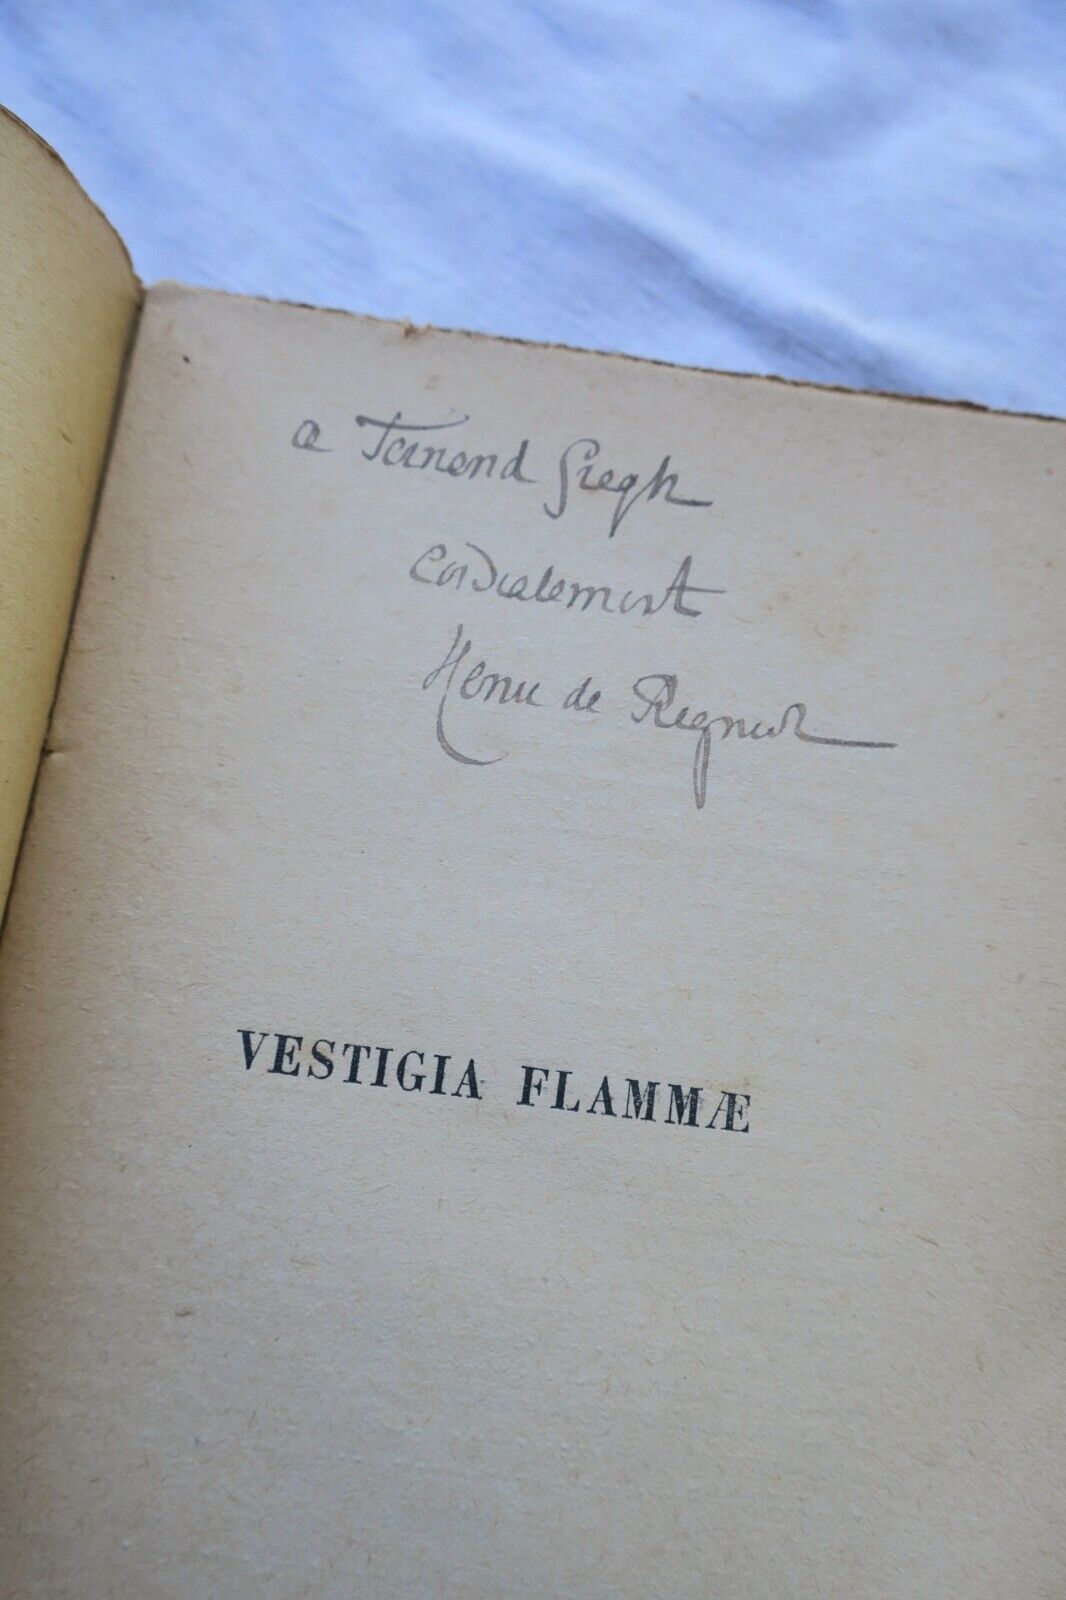 a Fernand Gregh
cordialement
Henri de Régnier
VESTIGIA FLAMMÆ